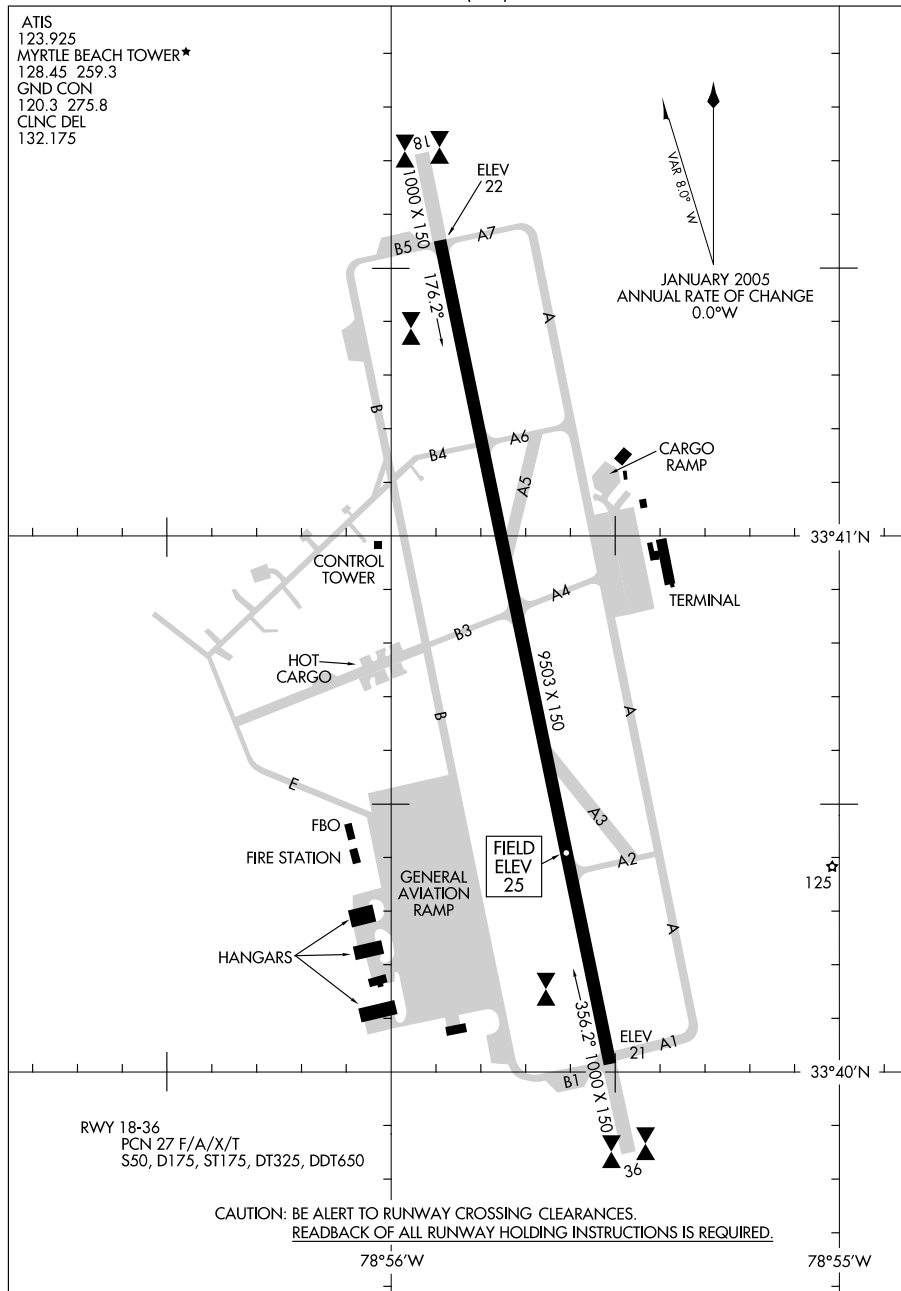 ATIS
123.925
MYRTLE BEACH TOWER★
128.45 259.3
GND CON
120.3 275.8
CLNC DEL
132.175
18
1000 X 150
ELEV
22
VAR 8.0° W
JANUARY 2005
ANNUAL RATE OF CHANGE
0.0°W
B5
A7
176.2°
A
B
B4
A6
A5
CARGO
RAMP
33°41'N
CONTROL
TOWER
TERMINAL
A4
B3
HOT
CARGO
9503 X 150
B
A
E
A3
FBO
FIRE STATION
FIELD
ELEV
25
A2
125
GENERAL
AVIATION
RAMP
A
HANGARS
356.2°
1000 X 150
ELEV
21
A1
B1
33°40'N
36
RWY 18-36
PCN 27 F/A/X/T
S50, D175, ST175, DT325, DDT650
CAUTION: BE ALERT TO RUNWAY CROSSING CLEARANCES.
READBACK OF ALL RUNWAY HOLDING INSTRUCTIONS IS REQUIRED.
78°56'W
78°55'W